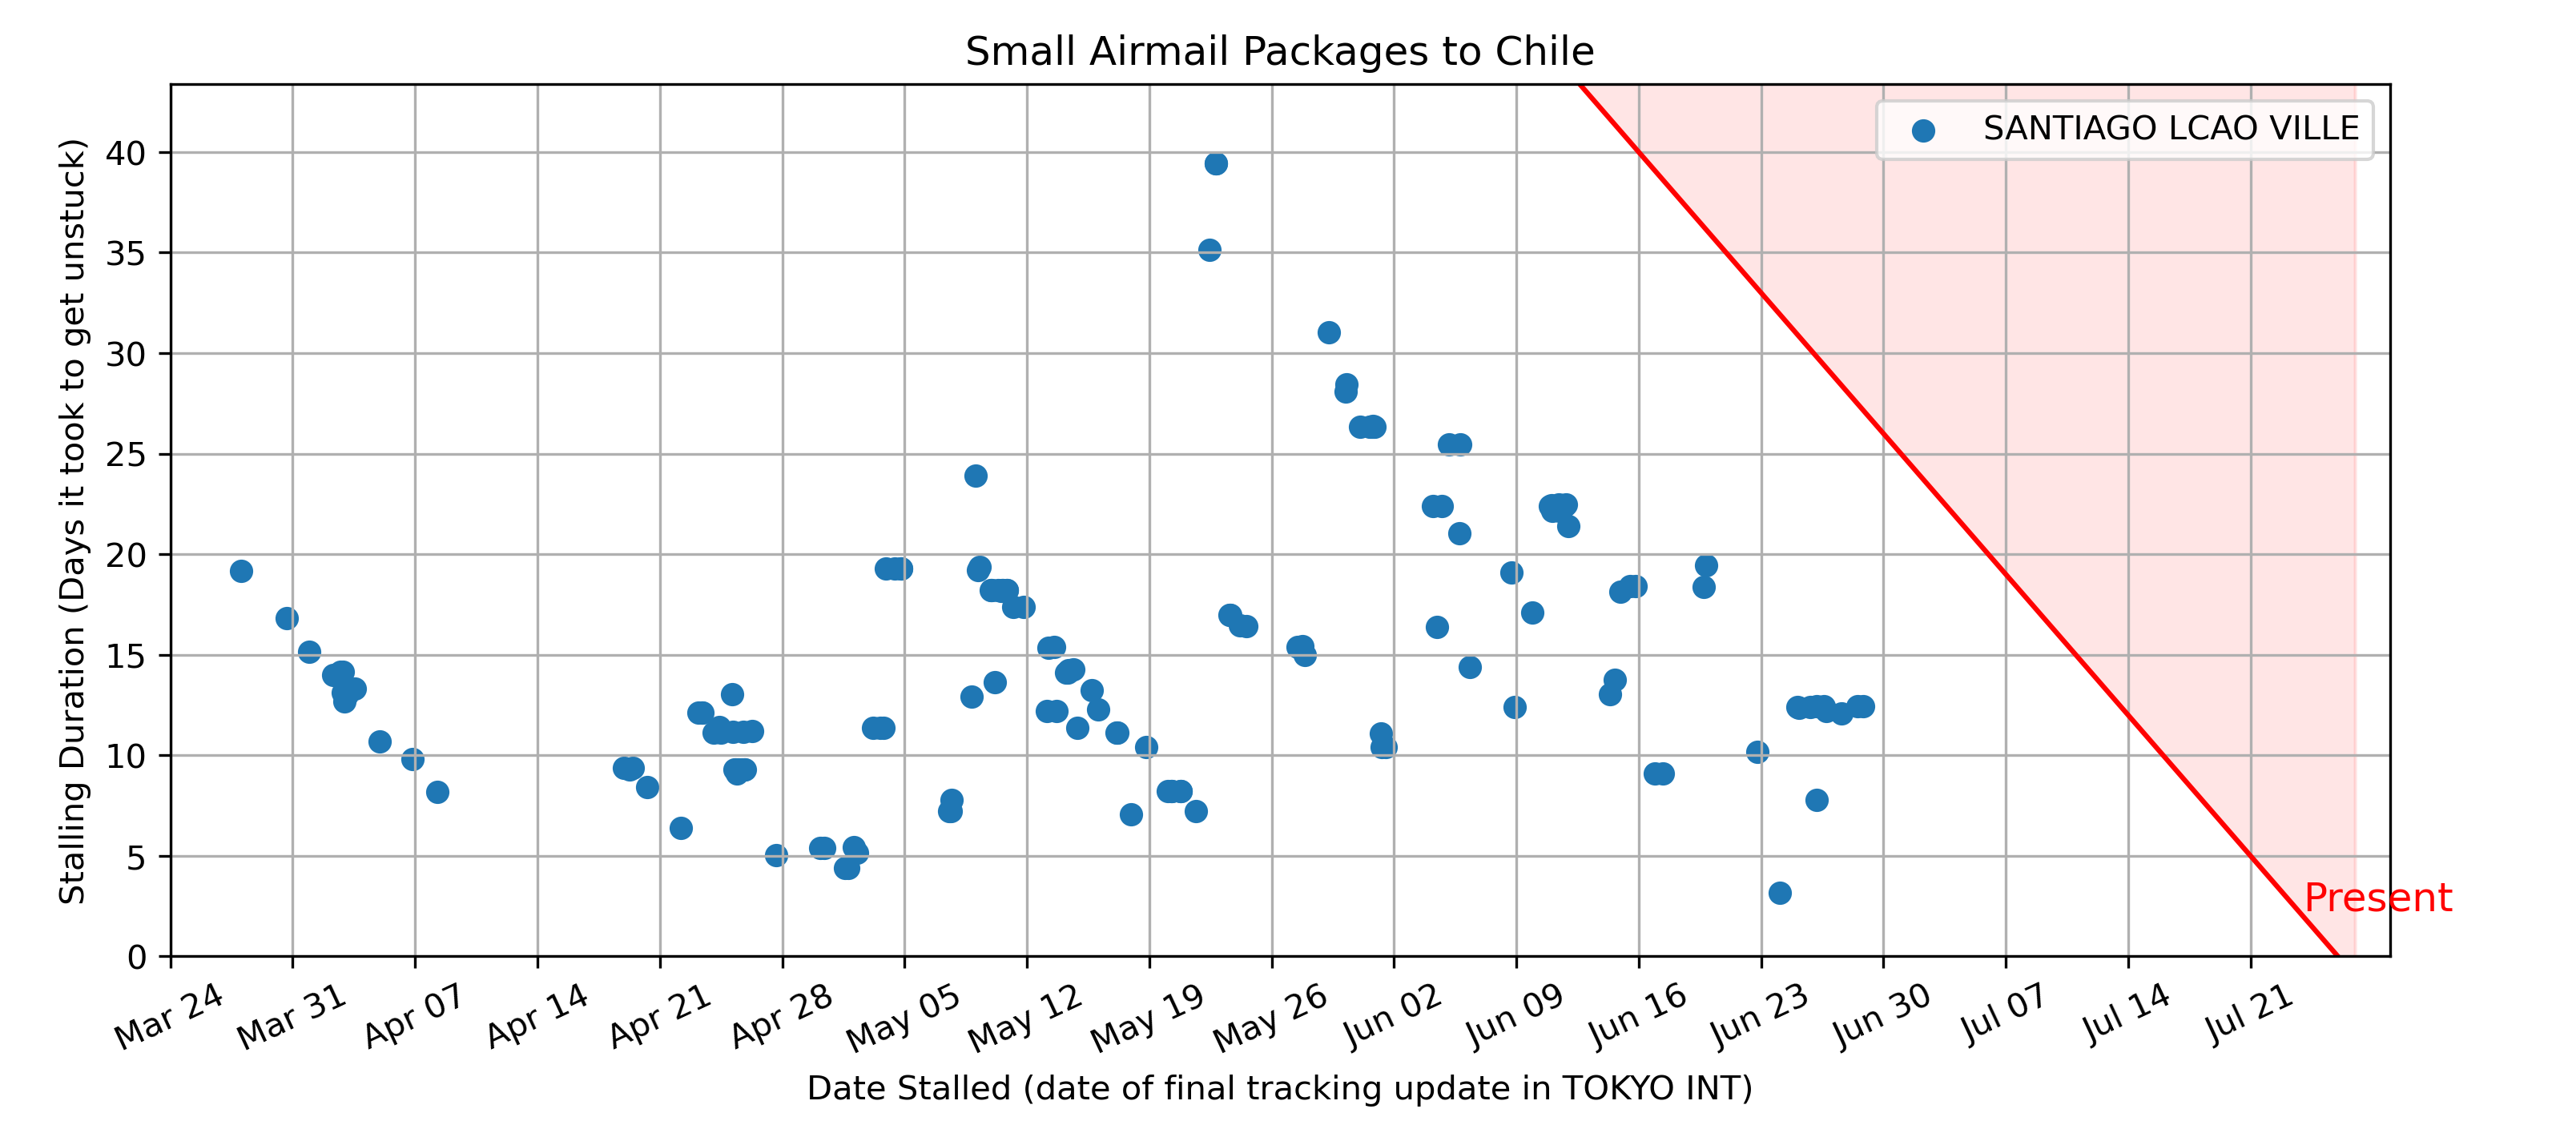 Small Airmail Packages to Chile
SANTIAGO LCAO VILLE
Stalling Duration (Days it took to get unstuck)
40
35
30
25
20
15
10
5
0
Present
Mar 24 Mar 31 Apr 07 Apr 14 Apr 21 Apr 28 May 05 May 12 May 19 May 26 Jun 02 Jun 09 Jun 16 Jun 23 Jun 30 Jul 07 Jul 14 Jul 21
Date Stalled (date of final tracking update in TOKYO INT)